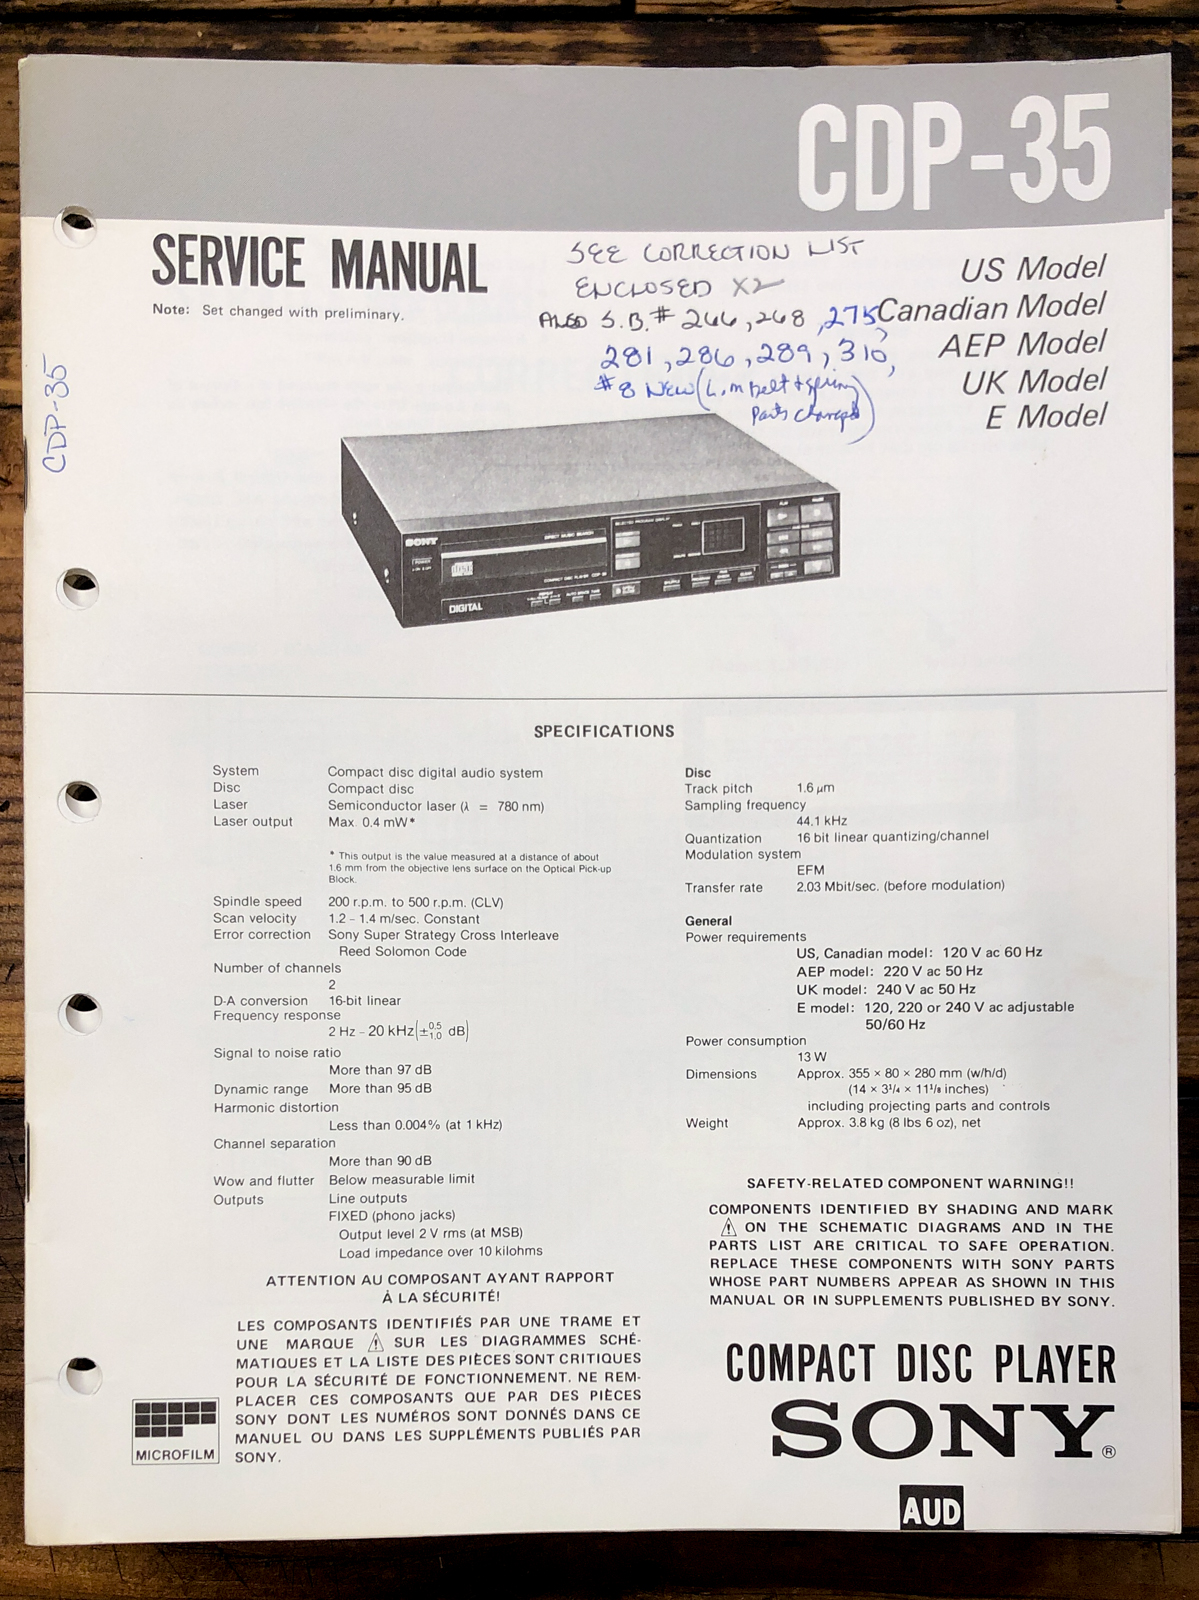 CDP-35
SERVICE MANUAL
Note: Set changed with preliminary.
SEE CORRECTION LIST
ENCLOSED X2
ALSO S.B.# 266, 268, 275,
281, 286, 289, 310,
#8 NEW (L.M Belt & Spring
Parts changed)
US Model
Canadian Model
AEP Model
UK Model
E Model
CDP-35
SONY
POWER
DIRECT MUSIC SEARCH
COMPACT DISC PLAYER CDP-35
DIGITAL
SPECIFICATIONS
System Compact disc digital audio system
Disc Compact disc
Laser Semiconductor laser (λ = 780 nm)
Laser output Max. 0.4 mW*
* This output is the value measured at a distance of about
1.6 mm from the objective lens surface on the Optical Pick-up
Block.
Spindle speed 200 r.p.m. to 500 r.p.m. (CLV)
Scan velocity 1.2 - 1.4 m/sec. Constant
Error correction Sony Super Strategy Cross Interleave
Reed Solomon Code
Number of channels
2
D-A conversion 16-bit linear
Frequency response
2 Hz - 20 kHz (± 0.5 1.0 dB)
Signal to noise ratio
More than 97 dB
Dynamic range More than 95 dB
Harmonic distortion
Less than 0.004% (at 1 kHz)
Channel separation
More than 90 dB
Wow and flutter Below measurable limit
Outputs Line outputs
FIXED (phono jacks)
Output level 2 V rms (at MSB)
Load impedance over 10 kilohms
ATTENTION AU COMPOSANT AYANT RAPPORT
À LA SÉCURITÉ!
LES COMPOSANTS IDENTIFIÉS PAR UNE TRAME ET
UNE MARQUE ⚠ SUR LES DIAGRAMMES SCHÉ-
MATIQUES ET LA LISTE DES PIÈCES SONT CRITIQUES
POUR LA SÉCURITÉ DE FONCTIONNEMENT. NE REM-
PLACER CES COMPOSANTS QUE PAR DES PIÈCES
SONY DONT LES NUMÉROS SONT DONNÉS DANS CE
MANUEL OU DANS LES SUPPLÉMENTS PUBLIÉS PAR
SONY.
MICROFILM
Disc
Track pitch 1.6 μm
Sampling frequency
44.1 kHz
Quantization 16 bit linear quantizing/channel
Modulation system
EFM
Transfer rate 2.03 Mbit/sec. (before modulation)
General
Power requirements
US, Canadian model: 120 V ac 60 Hz
AEP model: 220 V ac 50 Hz
UK model: 240 V ac 50 Hz
E model: 120, 220 or 240 V ac adjustable
50/60 Hz
Power consumption
13 W
Dimensions Approx. 355 × 80 × 280 mm (w/h/d)
(14 × 3 1/4 × 11 1/8 inches)
including projecting parts and controls
Weight Approx. 3.8 kg (8 lbs 6 oz), net
SAFETY-RELATED COMPONENT WARNING!!
COMPONENTS IDENTIFIED BY SHADING AND MARK
⚠ ON THE SCHEMATIC DIAGRAMS AND IN THE
PARTS LIST ARE CRITICAL TO SAFE OPERATION.
REPLACE THESE COMPONENTS WITH SONY PARTS
WHOSE PART NUMBERS APPEAR AS SHOWN IN THIS
MANUAL OR IN SUPPLEMENTS PUBLISHED BY SONY.
COMPACT DISC PLAYER
SONY®
AUD